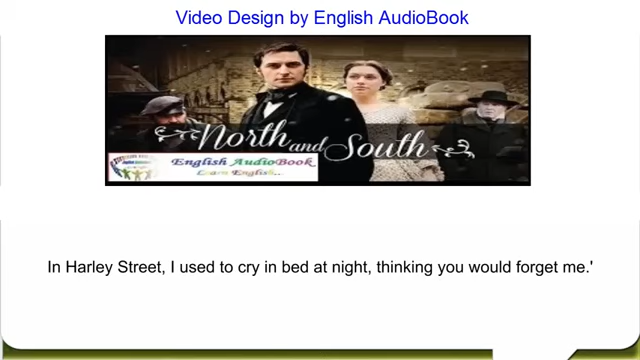 Video Design by English AudioBook
North and South
English AudioBook
Learn English...
In Harley Street, I used to cry in bed at night, thinking you would forget me.'